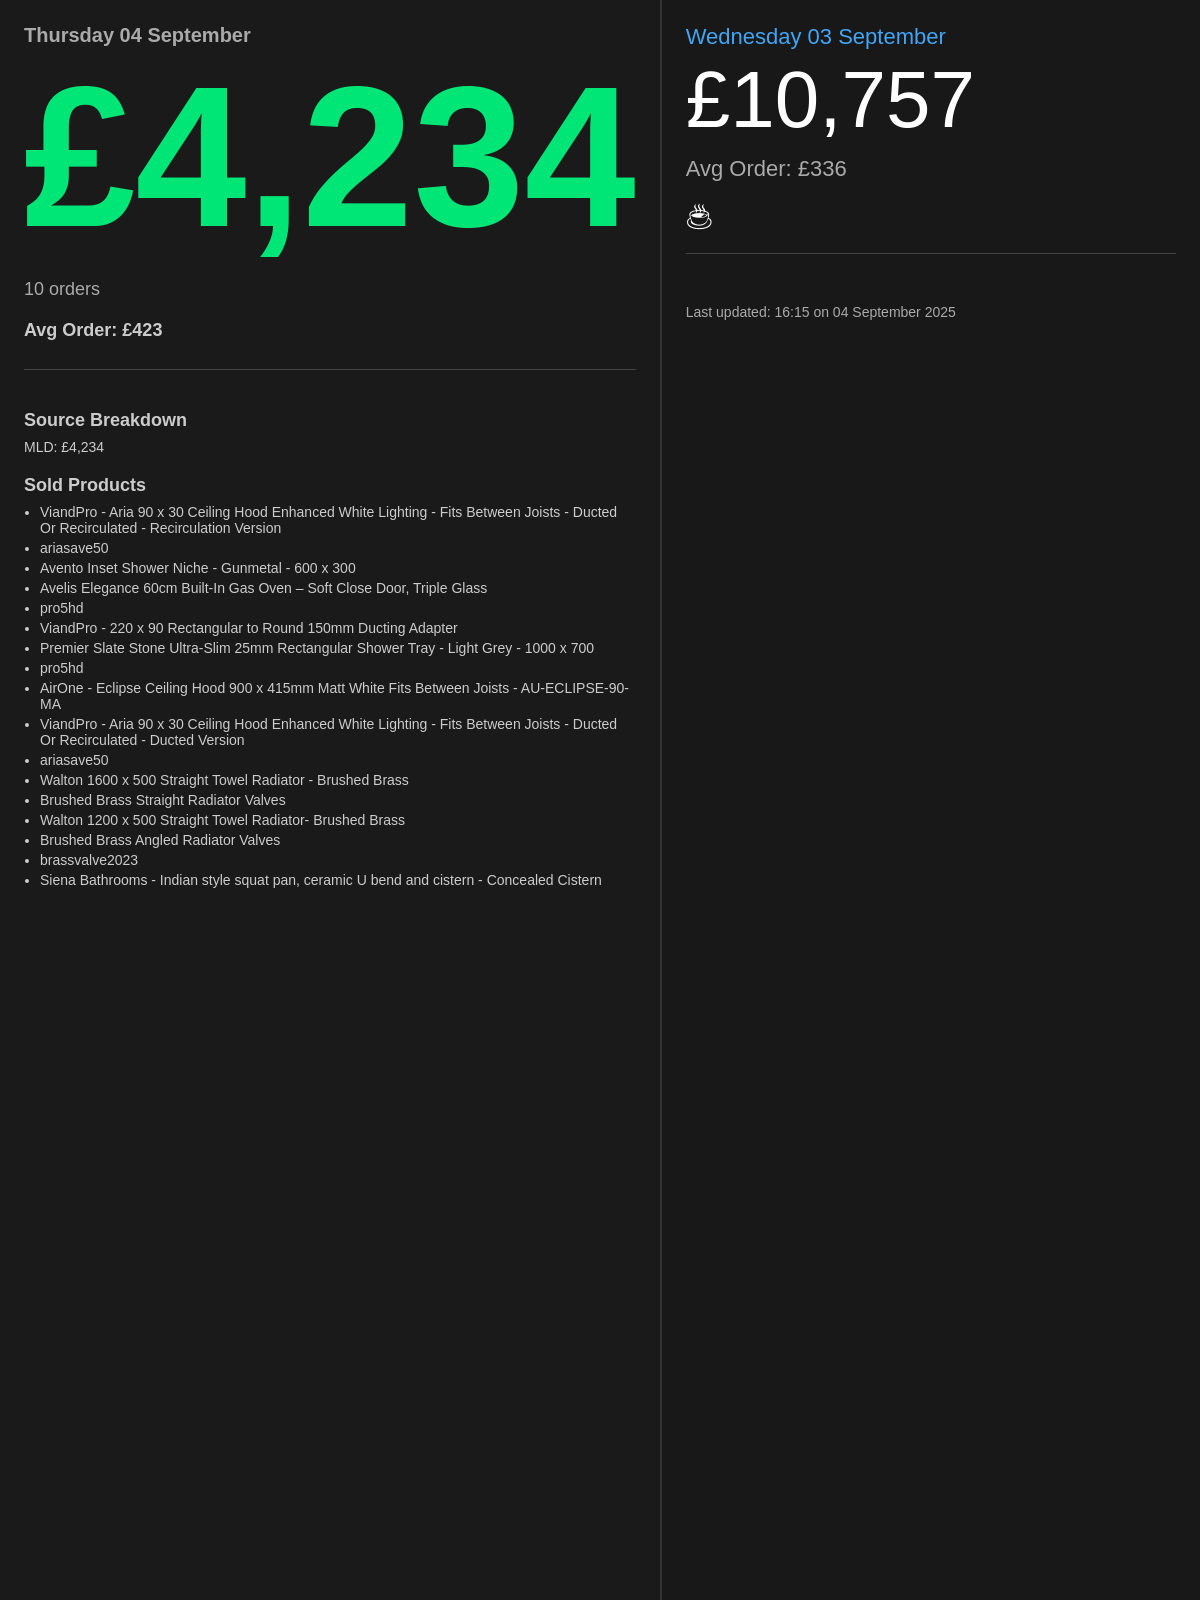 Thursday 04 September
£4,234
10 orders
Avg Order: £423
Source Breakdown
MLD: £4,234
Sold Products
• ViandPro - Aria 90 x 30 Ceiling Hood Enhanced White Lighting - Fits Between Joists - Ducted
Or Recirculated - Recirculation Version
• ariasave50
• Avento Inset Shower Niche - Gunmetal - 600 x 300
• Avelis Elegance 60cm Built-In Gas Oven – Soft Close Door, Triple Glass
• pro5hd
• ViandPro - 220 x 90 Rectangular to Round 150mm Ducting Adapter
• Premier Slate Stone Ultra-Slim 25mm Rectangular Shower Tray - Light Grey - 1000 x 700
• pro5hd
• AirOne - Eclipse Ceiling Hood 900 x 415mm Matt White Fits Between Joists - AU-ECLIPSE-90-
MA
• ViandPro - Aria 90 x 30 Ceiling Hood Enhanced White Lighting - Fits Between Joists - Ducted
Or Recirculated - Ducted Version
• ariasave50
• Walton 1600 x 500 Straight Towel Radiator - Brushed Brass
• Brushed Brass Straight Radiator Valves
• Walton 1200 x 500 Straight Towel Radiator- Brushed Brass
• Brushed Brass Angled Radiator Valves
• brassvalve2023
• Siena Bathrooms - Indian style squat pan, ceramic U bend and cistern - Concealed Cistern
Wednesday 03 September
£10,757
Avg Order: £336
☕
Last updated: 16:15 on 04 September 2025